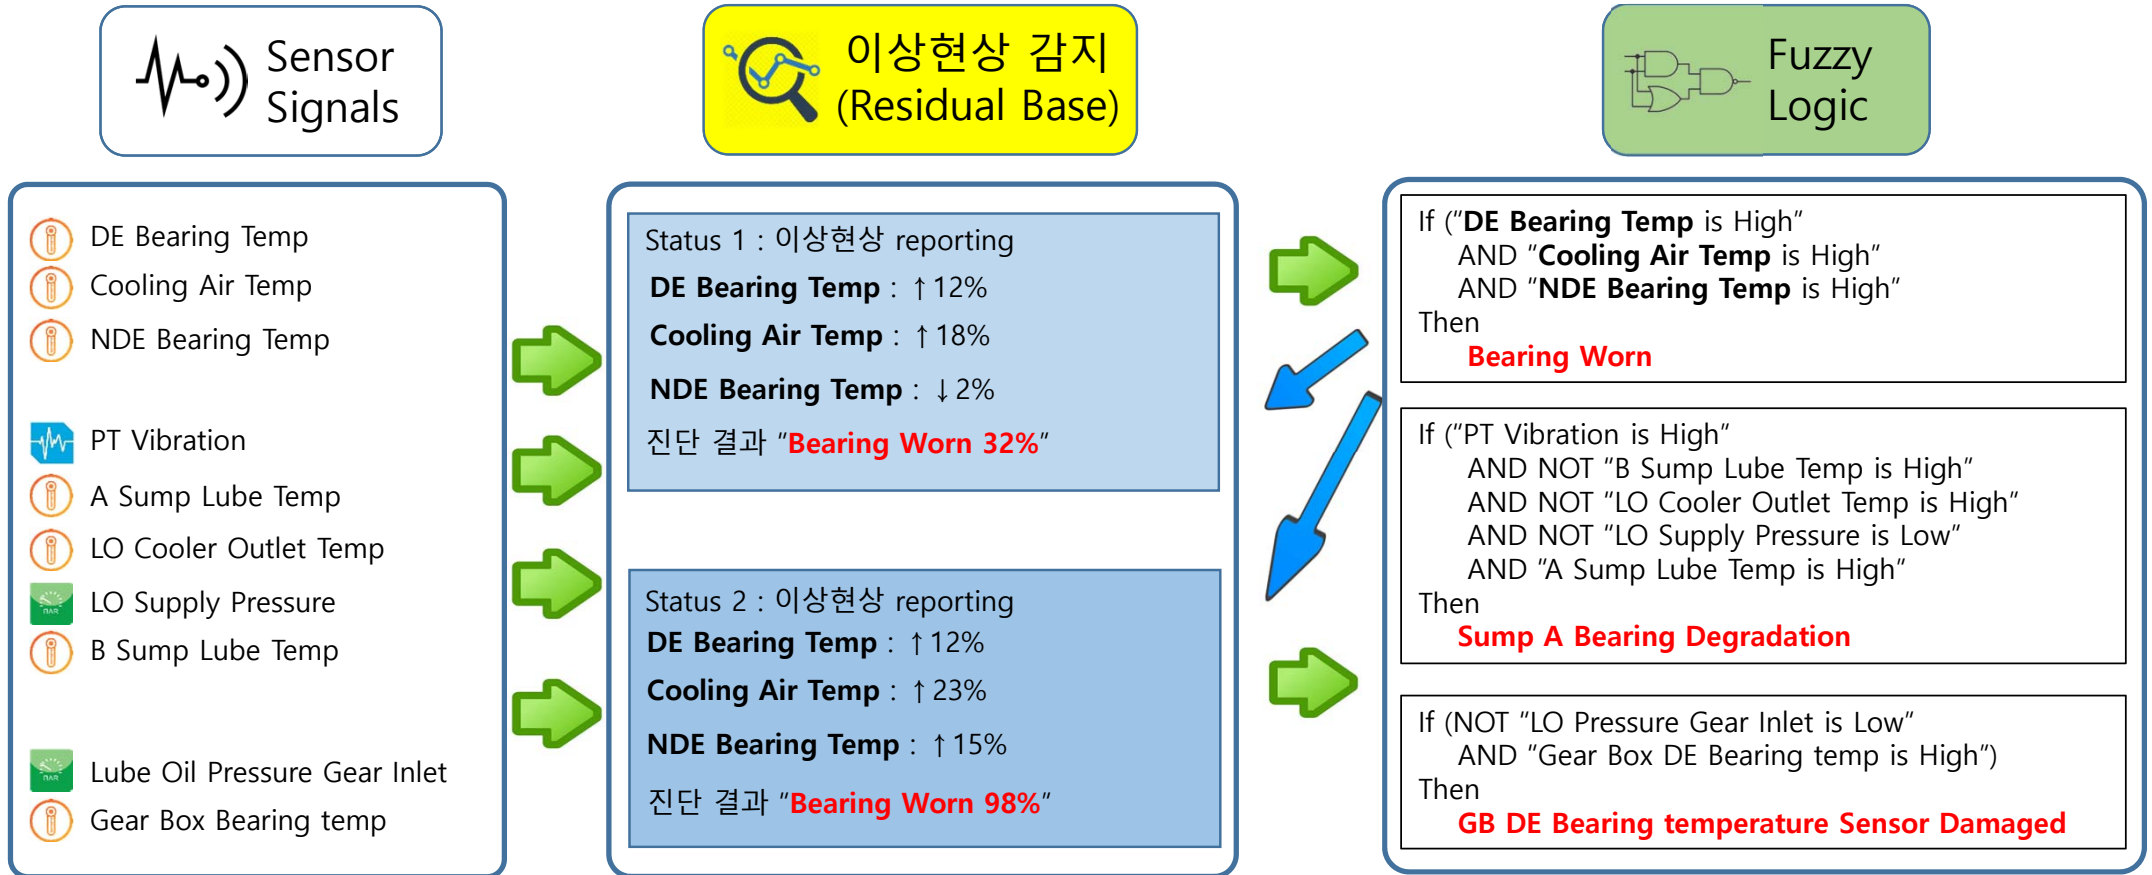 Sensor
Signals
이상현상 감지
(Residual Base)
Fuzzy
Logic
DE Bearing Temp
Cooling Air Temp
NDE Bearing Temp
PT Vibration
A Sump Lube Temp
LO Cooler Outlet Temp
BAR
LO Supply Pressure
B Sump Lube Temp
BAR
Lube Oil Pressure Gear Inlet
Gear Box Bearing temp
Status 1 : 이상현상 reporting
DE Bearing Temp : ↑12%
Cooling Air Temp : ↑18%
NDE Bearing Temp : ↓2%
진단 결과 “Bearing Worn 32%”
Status 2 : 이상현상 reporting
DE Bearing Temp : ↑12%
Cooling Air Temp : ↑23%
NDE Bearing Temp : ↑15%
진단 결과 “Bearing Worn 98%”
If (”DE Bearing Temp is High”
AND “Cooling Air Temp is High”
AND “NDE Bearing Temp is High”
Then
Bearing Worn
If (”PT Vibration is High”
AND NOT “B Sump Lube Temp is High”
AND NOT “LO Cooler Outlet Temp is High”
AND NOT “LO Supply Pressure is Low”
AND “A Sump Lube Temp is High”
Then
Sump A Bearing Degradation
If (NOT “LO Pressure Gear Inlet is Low”
AND “Gear Box DE Bearing temp is High”)
Then
GB DE Bearing temperature Sensor Damaged